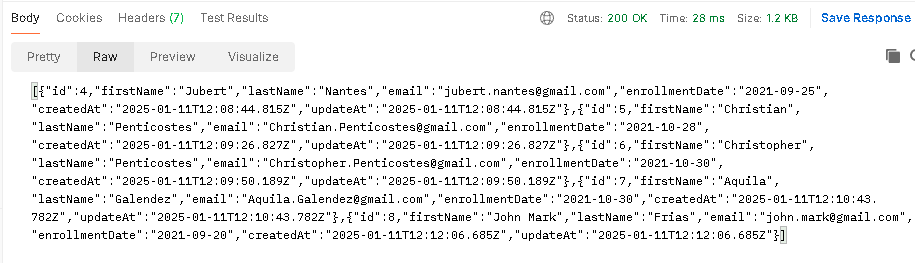 Body Cookies Headers (7) Test Results Status: 200 OK Time: 28 ms Size: 1.2 KB Save Response
Pretty Raw Preview Visualize
[{"id":4,"firstName":"Jubert","lastName":"Nantes","email":"jubert.nantes@gmail.com","enrollmentDate":"2021-09-25",
"createdAt":"2025-01-11T12:08:44.815Z","updateAt":"2025-01-11T12:08:44.815Z"},{"id":5,"firstName":"Christian",
"lastName":"Penticostes","email":"Christian.Penticostes@gmail.com","enrollmentDate":"2021-10-28",
"createdAt":"2025-01-11T12:09:26.827Z","updateAt":"2025-01-11T12:09:26.827Z"},{"id":6,"firstName":"Christopher",
"lastName":"Penticostes","email":"Christopher.Penticostes@gmail.com","enrollmentDate":"2021-10-30",
"createdAt":"2025-01-11T12:09:50.189Z","updateAt":"2025-01-11T12:09:50.189Z"},{"id":7,"firstName":"Aquila",
"lastName":"Galendez","email":"Aquila.Galendez@gmail.com","enrollmentDate":"2021-10-30","createdAt":"2025-01-11T12:10:43.
782Z","updateAt":"2025-01-11T12:10:43.782Z"},{"id":8,"firstName":"John Mark","lastName":"Frias","email":"john.mark@gmail.com",
"enrollmentDate":"2021-09-20","createdAt":"2025-01-11T12:12:06.685Z","updateAt":"2025-01-11T12:12:06.685Z"}]